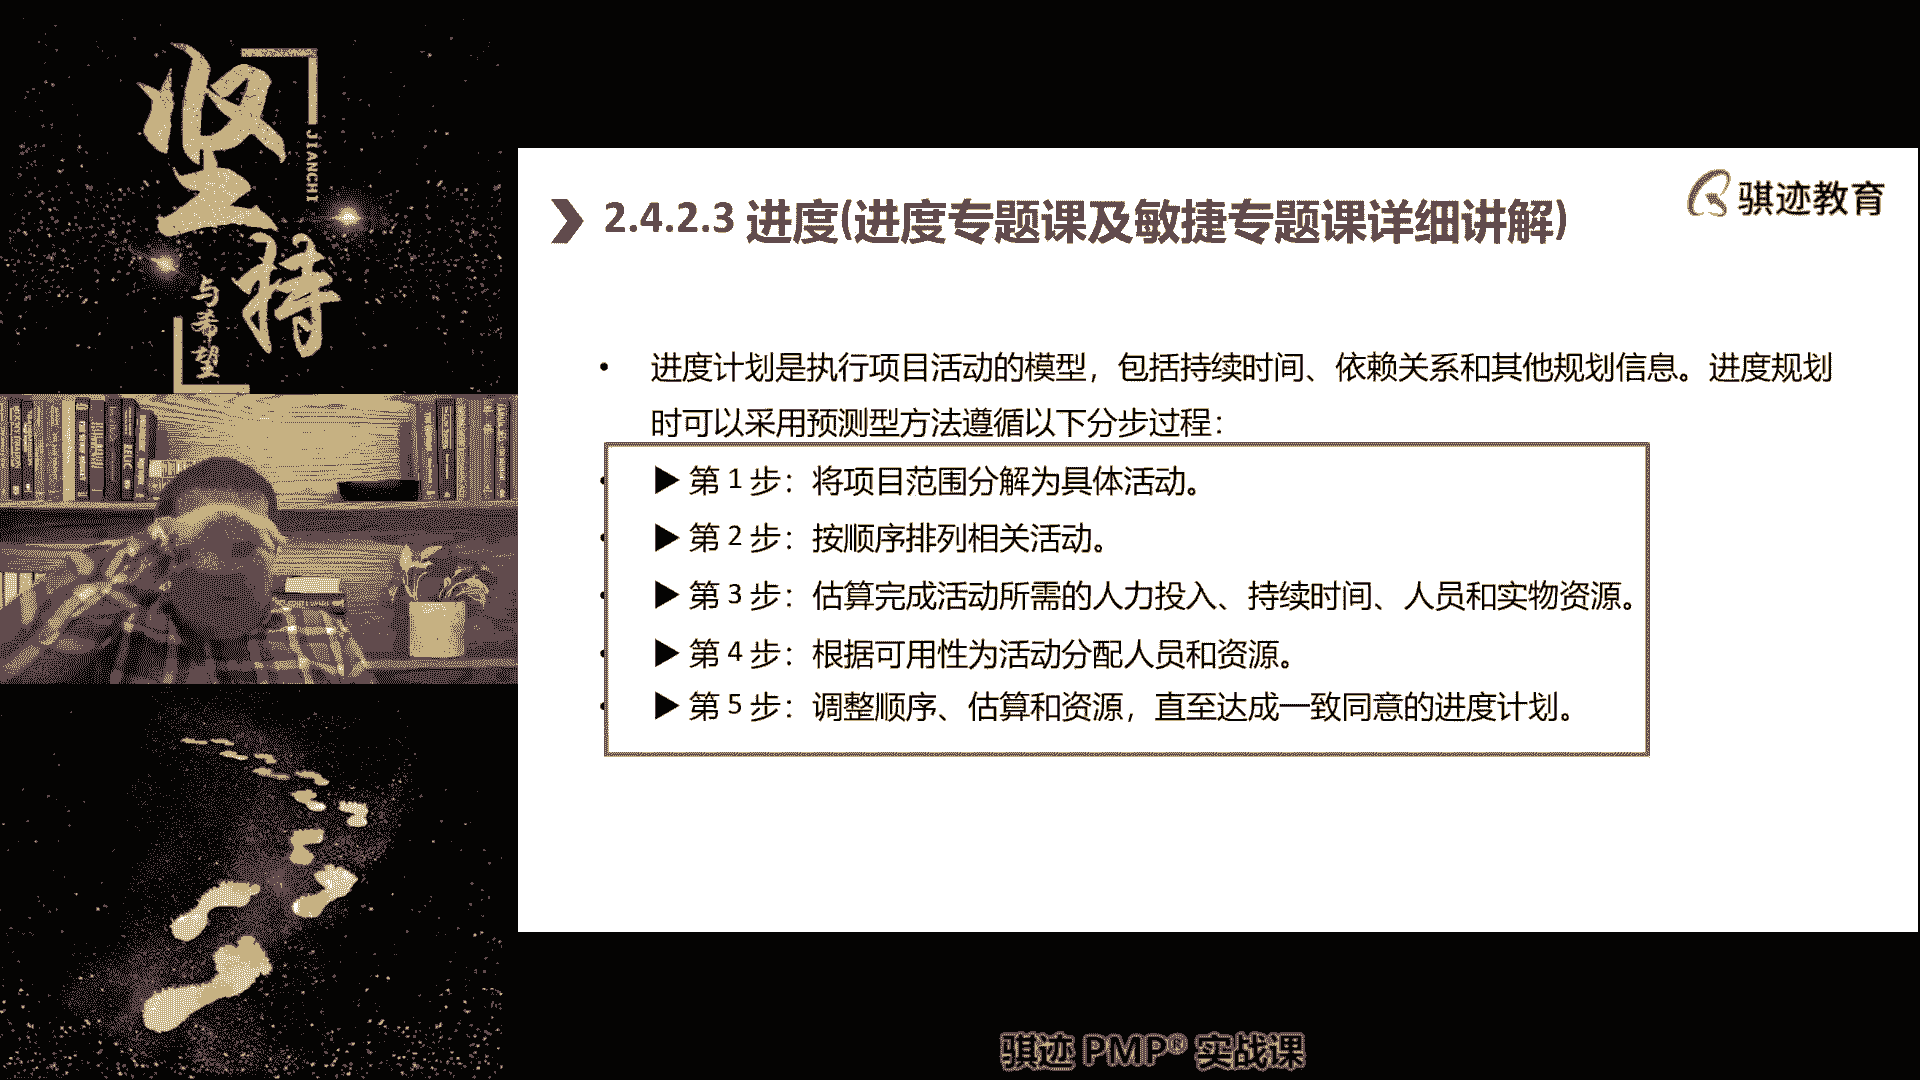 坚持
JIANCHI
与希望
2.4.2.3 进度(进度专题课及敏捷专题课详细讲解)
骐迹教育
• 进度计划是执行项目活动的模型，包括持续时间、依赖关系和其他规划信息。进度规划
时可以采用预测型方法遵循以下分步过程：
▶ 第 1 步：将项目范围分解为具体活动。
▶ 第 2 步：按顺序排列相关活动。
▶ 第 3 步：估算完成活动所需的人力投入、持续时间、人员和实物资源。
▶ 第 4 步：根据可用性为活动分配人员和资源。
▶ 第 5 步：调整顺序、估算和资源，直至达成一致同意的进度计划。
骐迹 PMP® 实战课